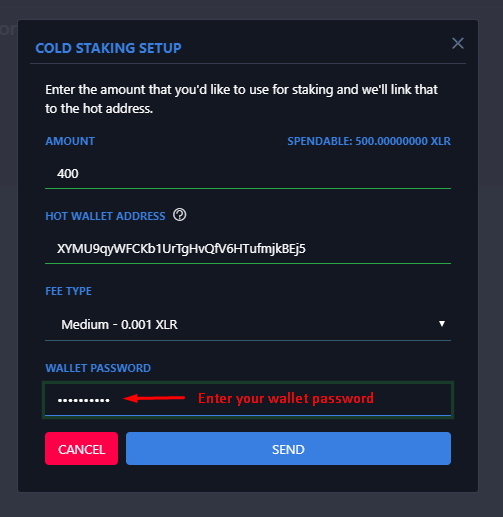 COLD STAKING SETUP
Enter the amount that you'd like to use for staking and we'll link that
to the hot address.
AMOUNT SPENDABLE: 500.00000000 XLR
400
HOT WALLET ADDRESS
XYMU9qyWFCKb1UrTgHvQfV6HTufmjkBEj5
FEE TYPE
Medium - 0.001 XLR
WALLET PASSWORD
•••••••••• Enter your wallet password
CANCEL SEND